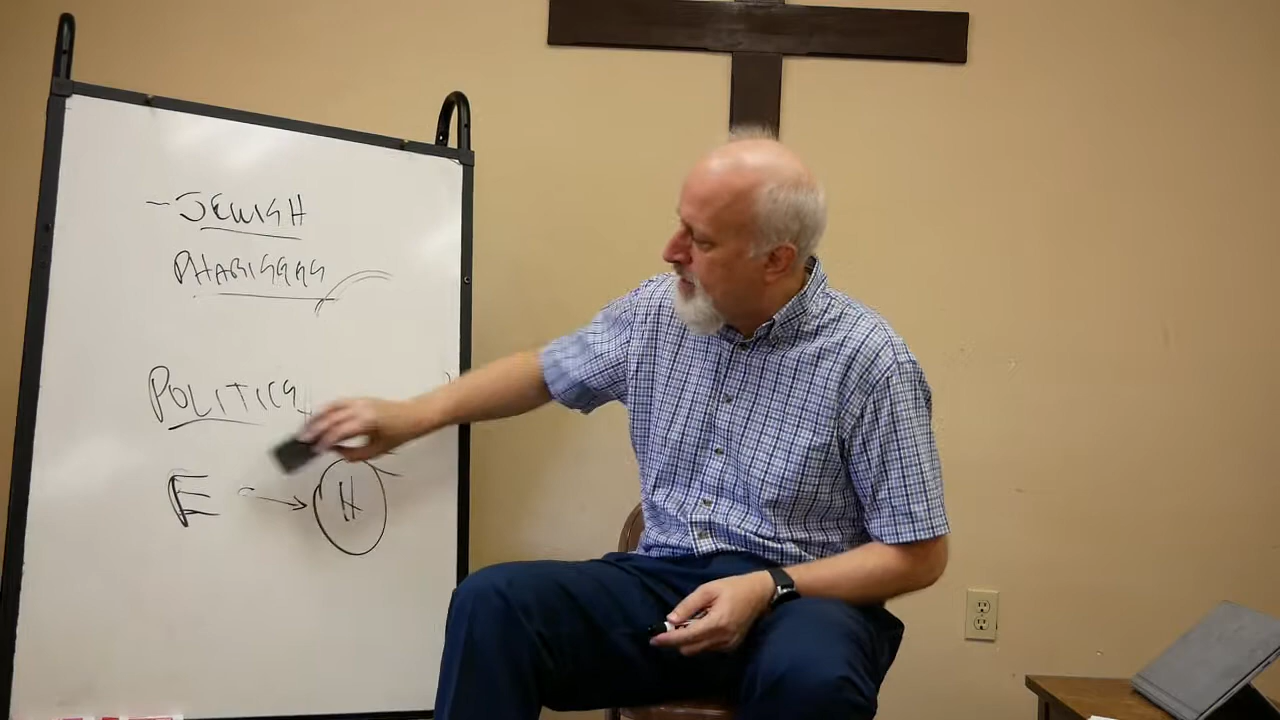 - JEWISH
PHARISEES
POLITICS
E → H